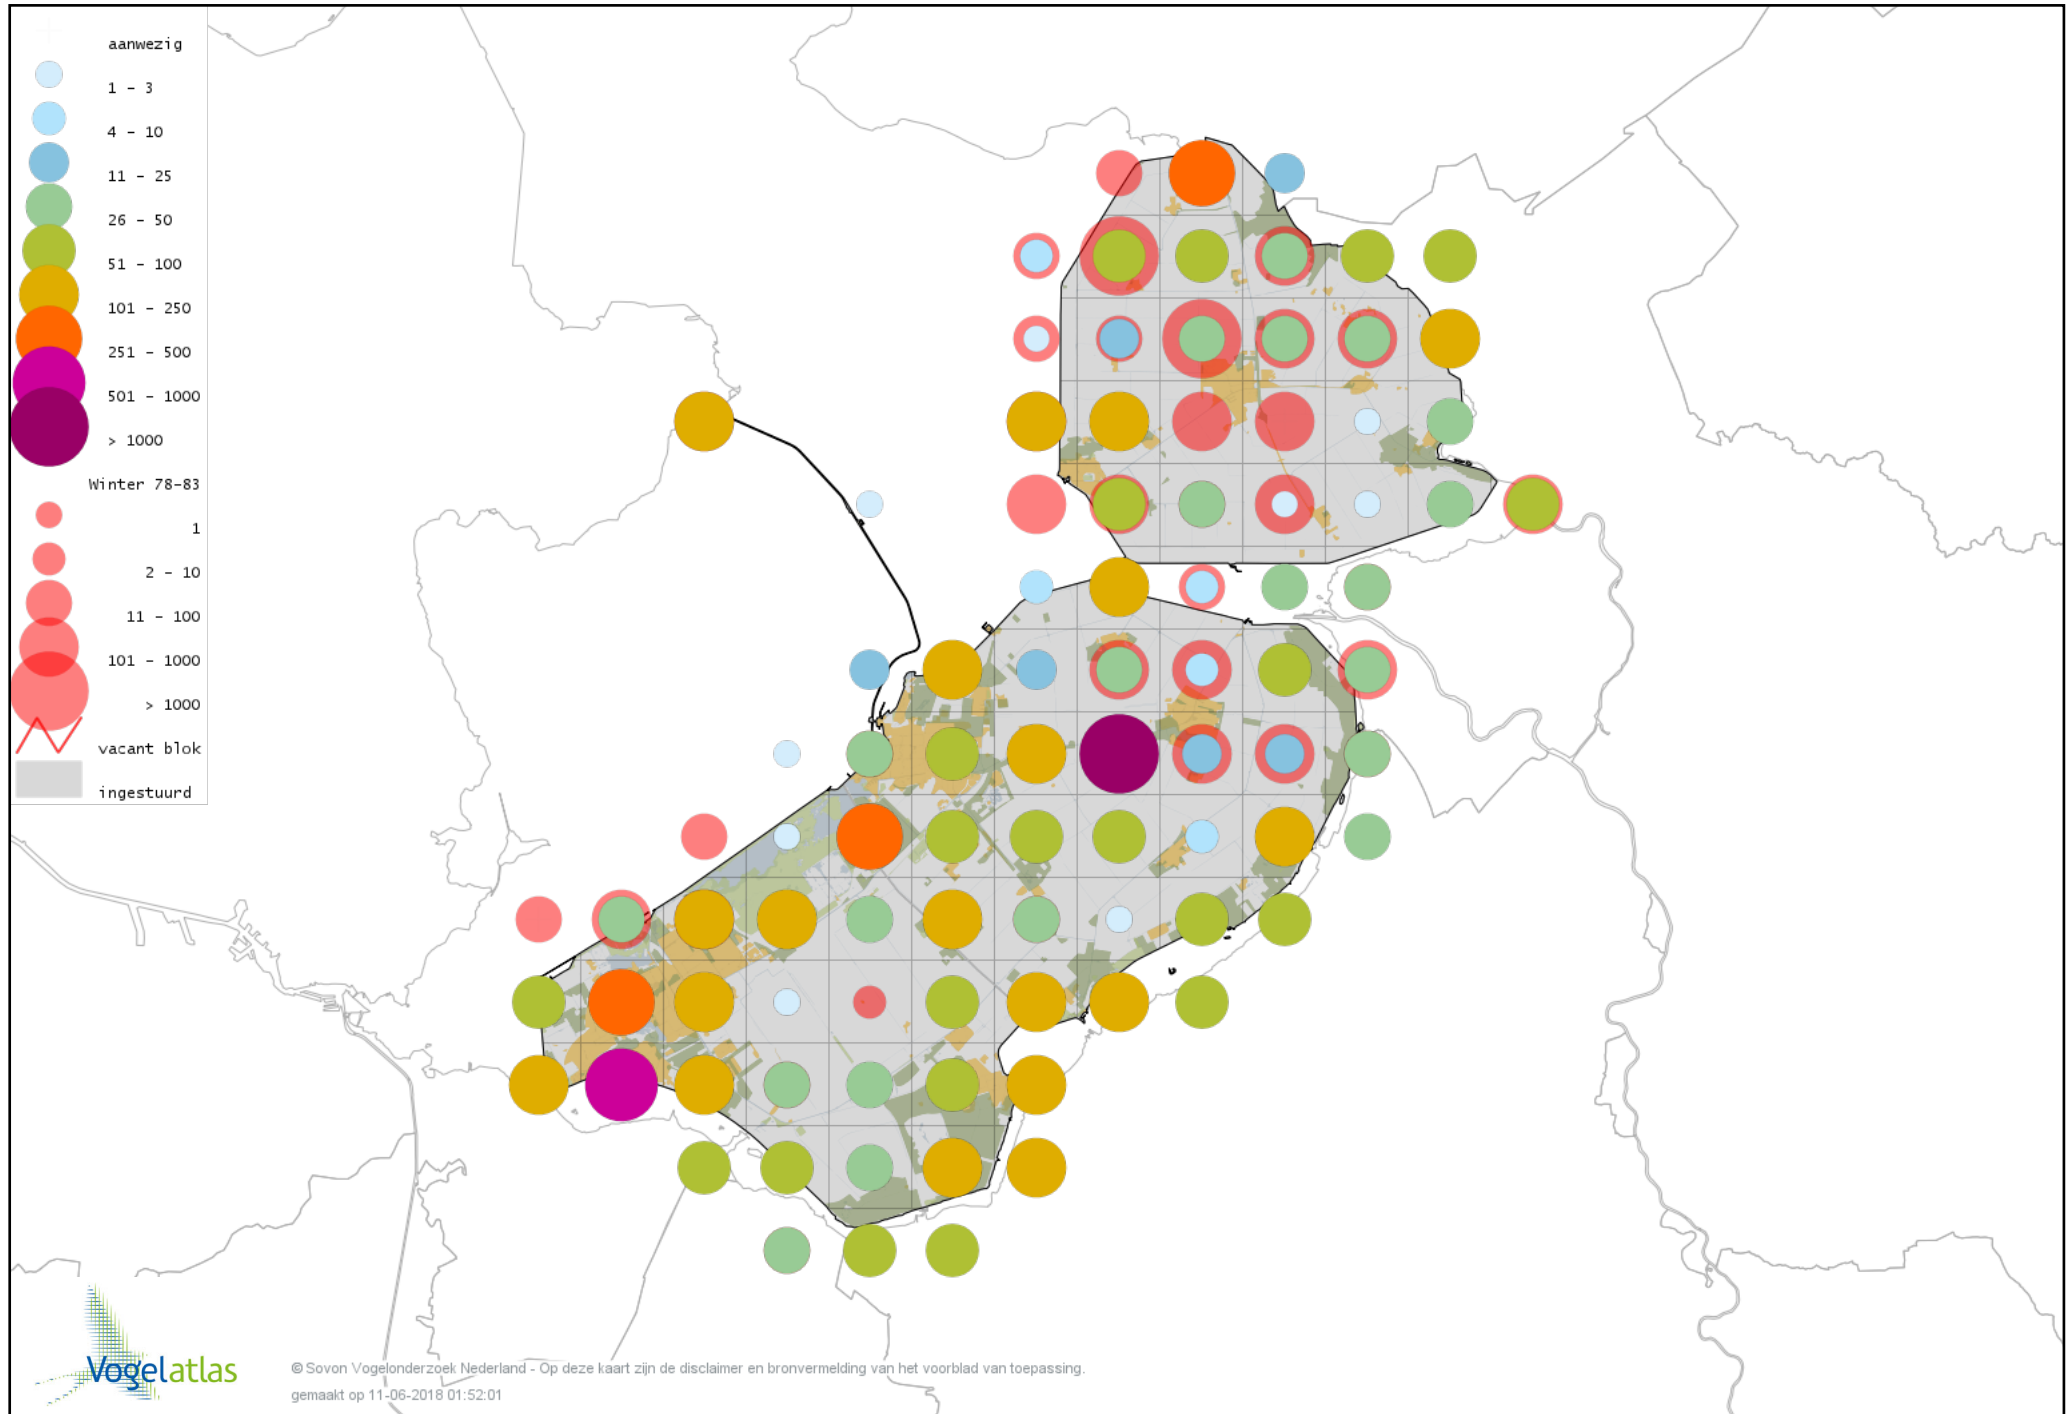 aanwezig
1 - 3
4 - 10
11 - 25
26 - 50
51 - 100
101 - 250
251 - 500
501 - 1000
> 1000
Winter 78-83
1
2 - 10
11 - 100
101 - 1000
> 1000
vacant blok
ingestuurd
Vogelatlas
© Sovon Vogelonderzoek Nederland - Op deze kaart zijn de disclaimer en bronvermelding van het voorblad van toepassing.
gemaakt op 11-06-2018 01:52:01